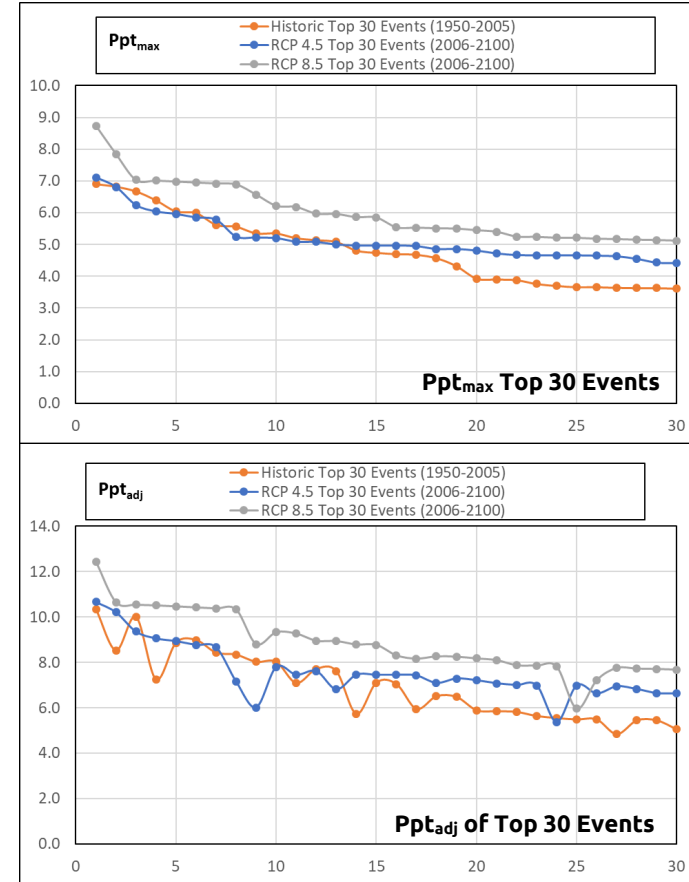 Ppt_max
Historic Top 30 Events (1950-2005)
RCP 4.5 Top 30 Events (2006-2100)
RCP 8.5 Top 30 Events (2006-2100)
10.0
9.0
8.0
7.0
6.0
5.0
4.0
3.0
2.0
1.0
0.0
Ppt_max Top 30 Events
0 5 10 15 20 25 30
Ppt_adj
Historic Top 30 Events (1950-2005)
RCP 4.5 Top 30 Events (2006-2100)
RCP 8.5 Top 30 Events (2006-2100)
14.0
12.0
10.0
8.0
6.0
4.0
2.0
0.0
Ppt_adj of Top 30 Events
0 5 10 15 20 25 30